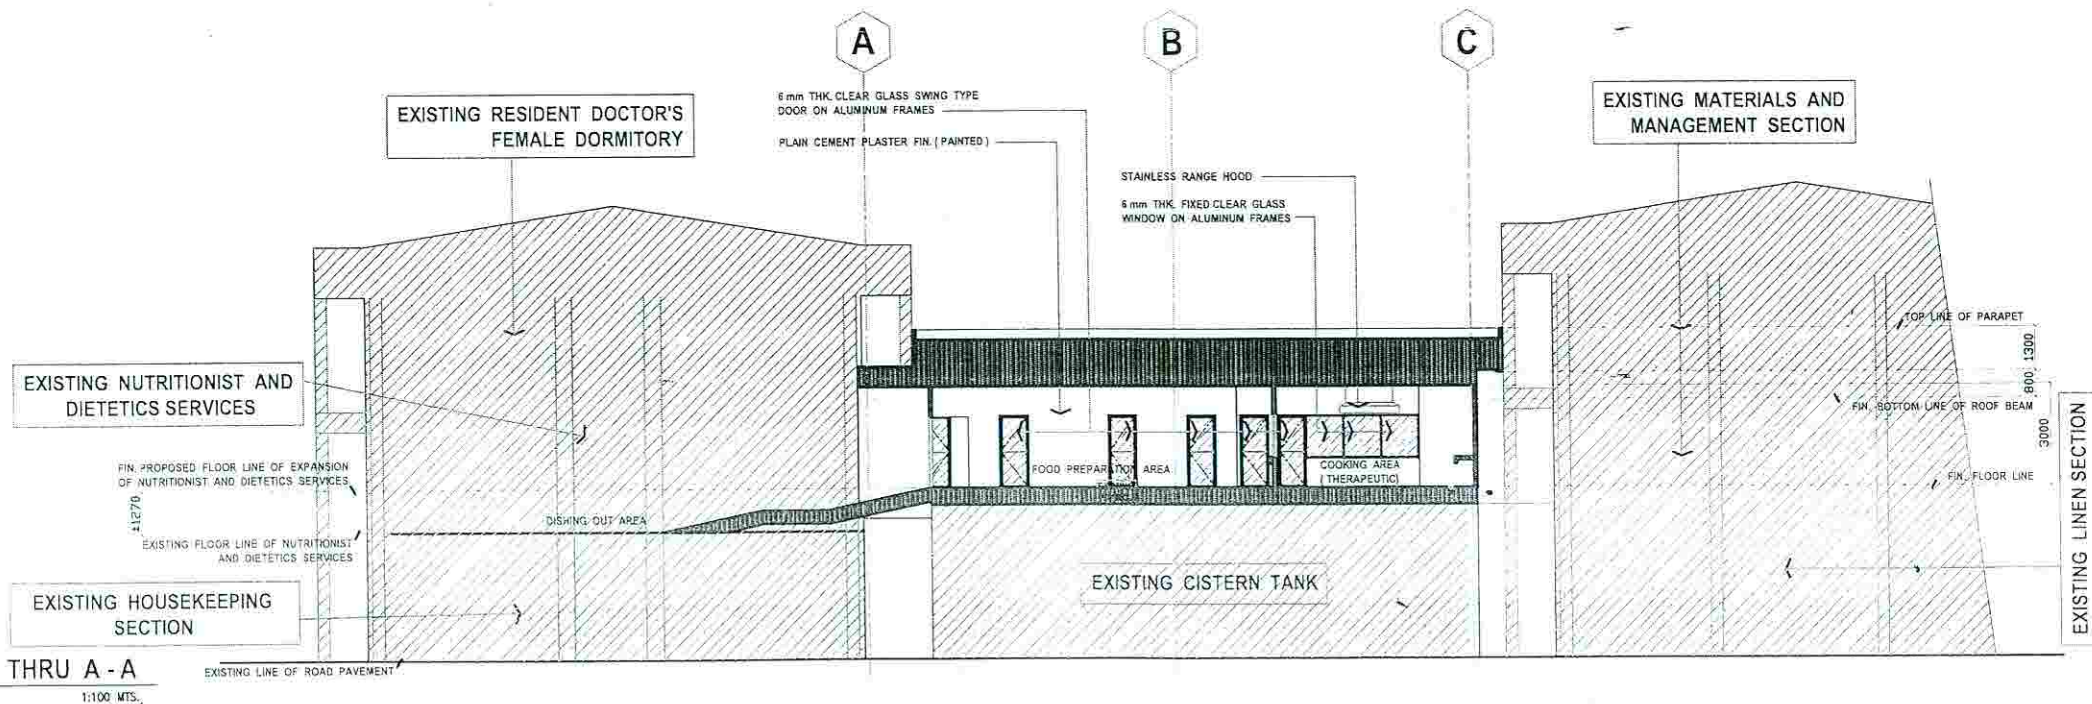 A
B
C
EXISTING RESIDENT DOCTOR'S
FEMALE DORMITORY
6 mm THK. CLEAR GLASS SWING TYPE
DOOR ON ALUMINUM FRAMES
PLAIN CEMENT PLASTER FIN. ( PAINTED )
STAINLESS RANGE HOOD
6 mm THK. FIXED CLEAR GLASS
WINDOW ON ALUMINUM FRAMES
EXISTING MATERIALS AND
MANAGEMENT SECTION
TOP LINE OF PARAPET
1300
800
FIN. BOTTOM LINE OF ROOF BEAM
3000
FIN. FLOOR LINE
EXISTING LINEN SECTION
EXISTING NUTRITIONIST AND
DIETETICS SERVICES
FIN. PROPOSED FLOOR LINE OF EXPANSION
OF NUTRITIONIST AND DIETETICS SERVICES
±1270
EXISTING FLOOR LINE OF NUTRITIONIST
AND DIETETICS SERVICES
DISHING OUT AREA
FOOD PREPARATION AREA
COOKING AREA
( THERAPEUTIC)
EXISTING CISTERN TANK
EXISTING HOUSEKEEPING
SECTION
EXISTING LINE OF ROAD PAVEMENT
THRU A - A
1:100 MTS.